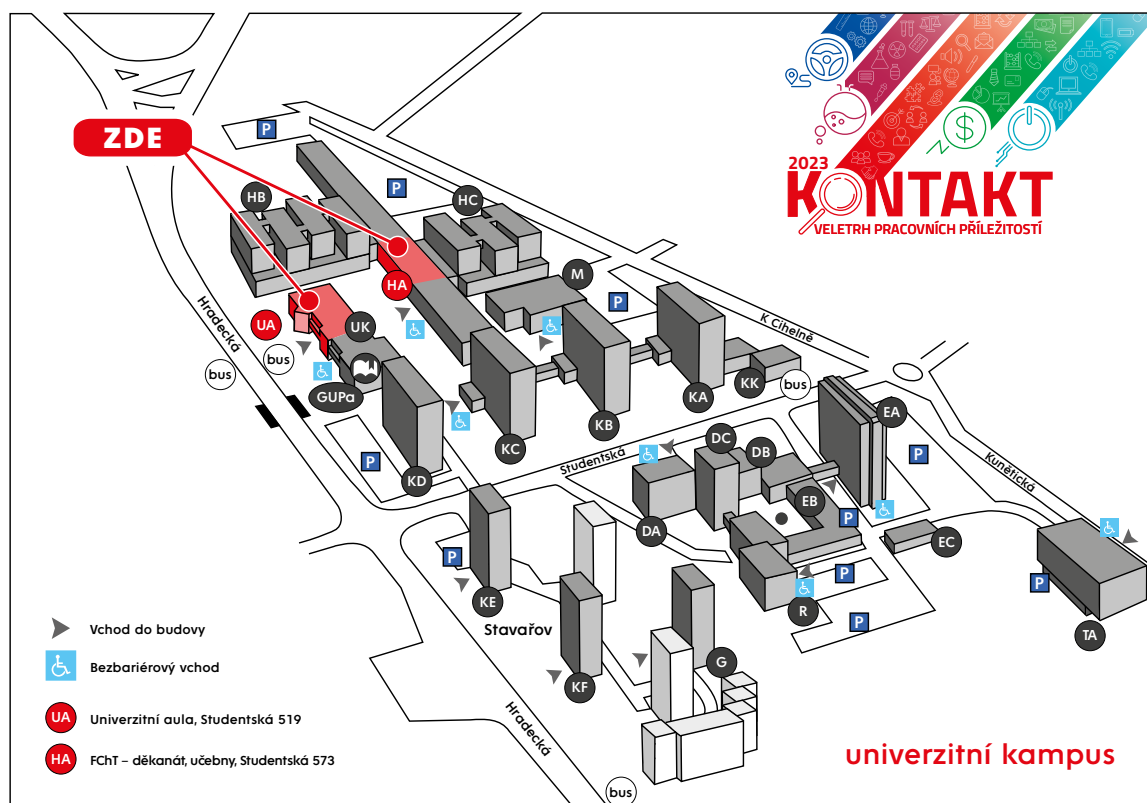 ZDE
P
P
2023
KONTAKT
VELETRH PRACOVNÍCH PŘÍLEŽITOSTÍ
HB
HC
HA
M
P
K Cihelně
UA
UK
Hradecká
bus
bus
GUPa
KA
KK
bus
EA
KB
KC
DC
DB
Studentská
P
KD
P
Kunětická
EB
P
DA
EC
P
KE
P
P
R
P
TA
Stavařov
Vchod do budovy
G
Bezbariérový vchod
KF
Hradecká
UA
Univerzitní aula, Studentská 519
HA
FChT – děkanát, učebny, Studentská 573
univerzitní kampus
bus